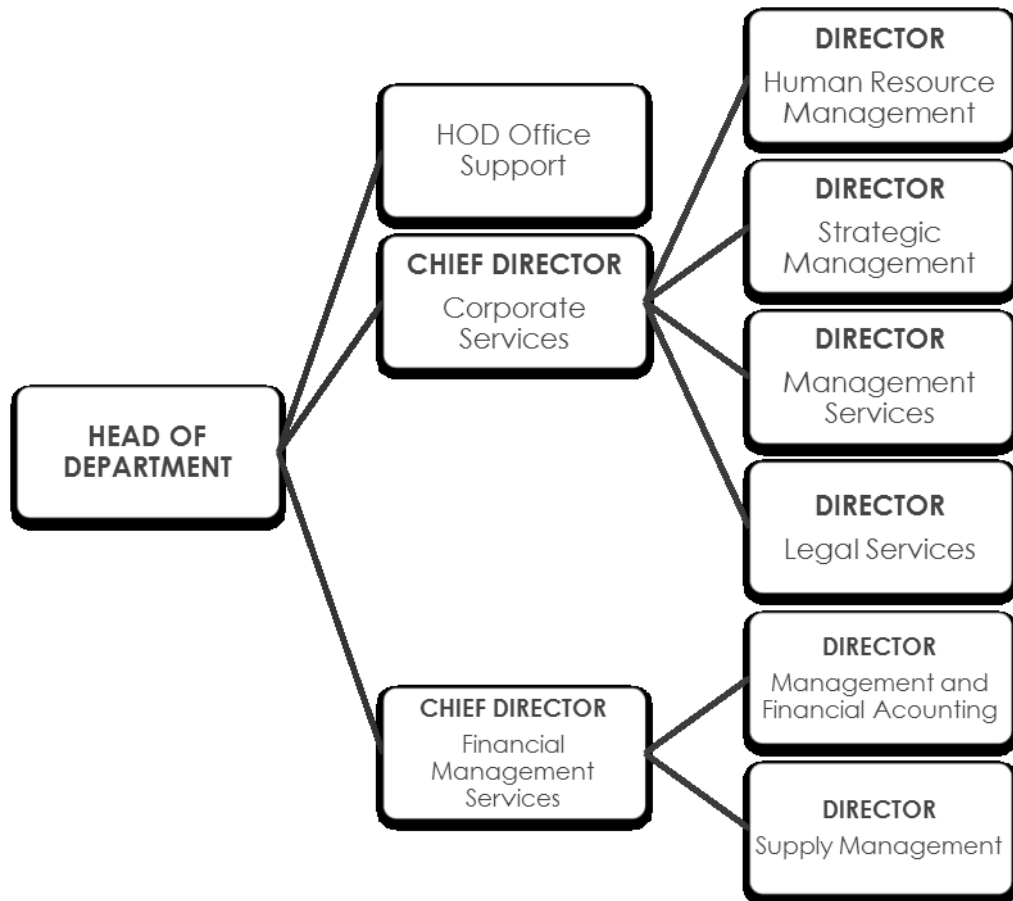 HEAD OF
DEPARTMENT
HOD Office
Support
CHIEF DIRECTOR
Corporate
Services
DIRECTOR
Human Resource
Management
DIRECTOR
Strategic
Management
DIRECTOR
Management
Services
DIRECTOR
Legal Services
CHIEF DIRECTOR
Financial
Management
Services
DIRECTOR
Management and
Financial Acounting
DIRECTOR
Supply Management